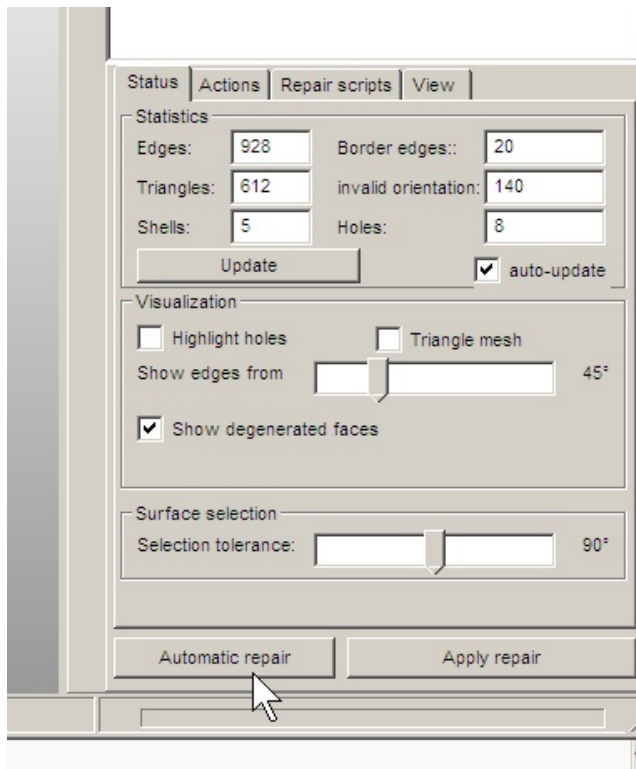 Status Actions Repair scripts View
Statistics
Edges: 928 Border edges:: 20
Triangles: 612 invalid orientation: 140
Shells: 5 Holes: 8
Update auto-update
Visualization
Highlight holes Triangle mesh
Show edges from 45°
Show degenerated faces
Surface selection
Selection tolerance: 90°
Automatic repair Apply repair